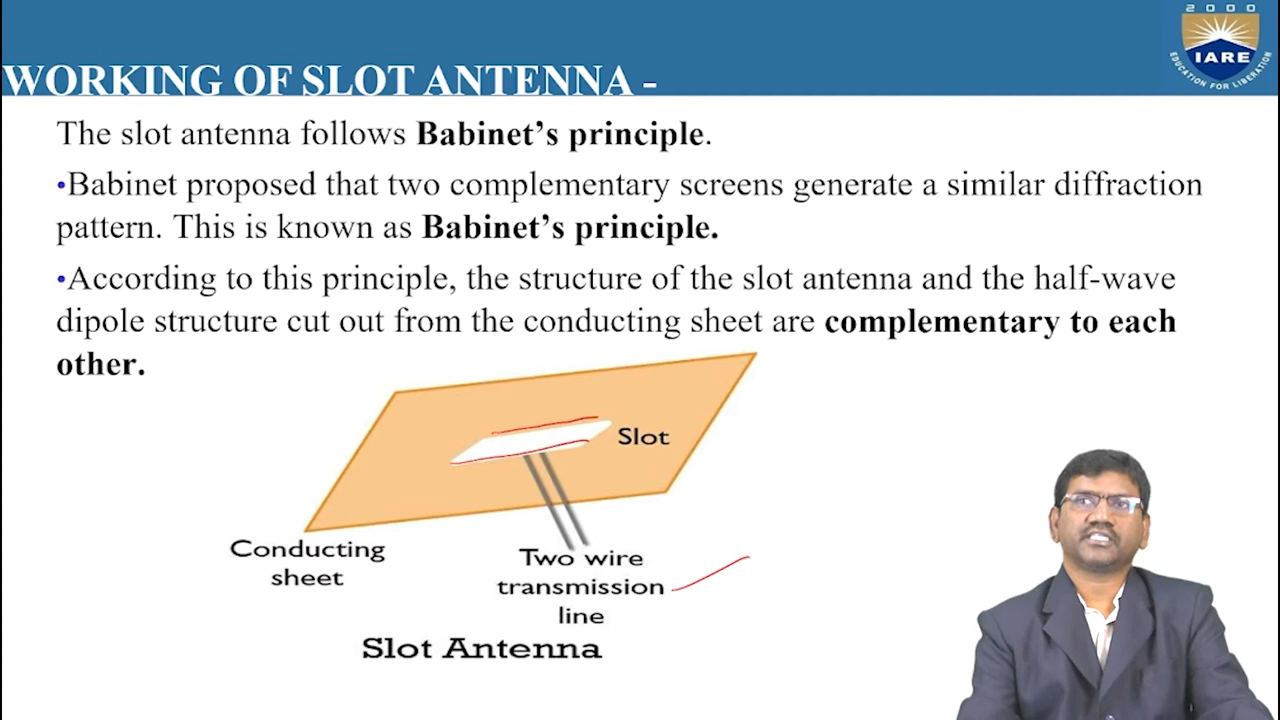 2000
IARE
EDUCATION FOR LIBERATION
WORKING OF SLOT ANTENNA -
The slot antenna follows Babinet’s principle.
•Babinet proposed that two complementary screens generate a similar diffraction
pattern. This is known as Babinet’s principle.
•According to this principle, the structure of the slot antenna and the half-wave
dipole structure cut out from the conducting sheet are complementary to each
other.
Slot
Conducting
sheet
Two wire
transmission
line
Slot Antenna